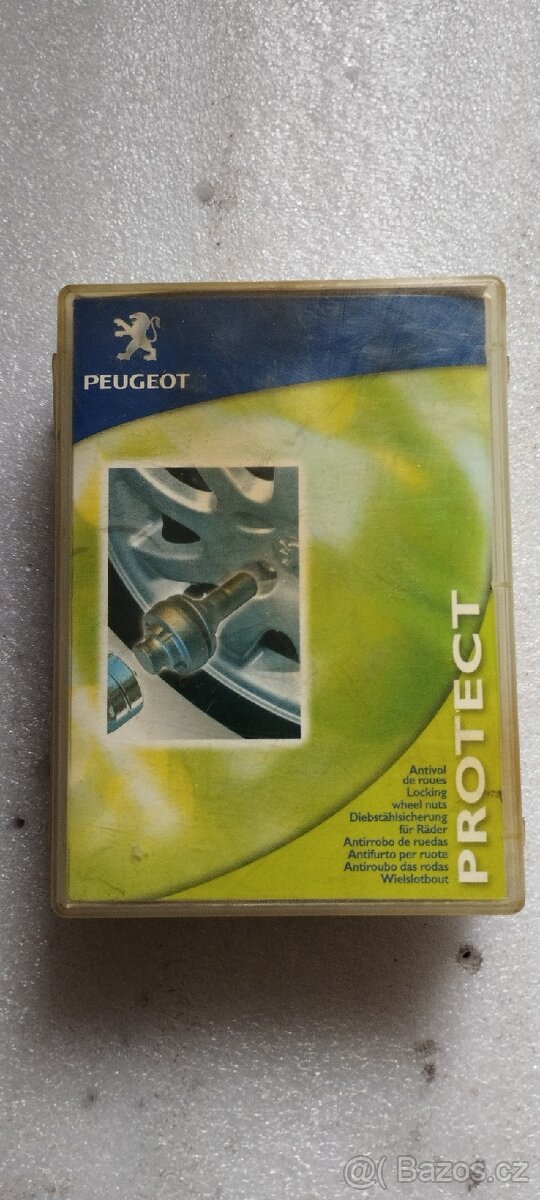 PEUGEOT
PROTECT
Antivol
de roues
Locking
wheel nuts
Diebstählsicherung
für Räder
Antirrobo de ruedas
Antifurto per ruote
Antiroubo das rodas
Wielslotbout
@( Bazos.cz